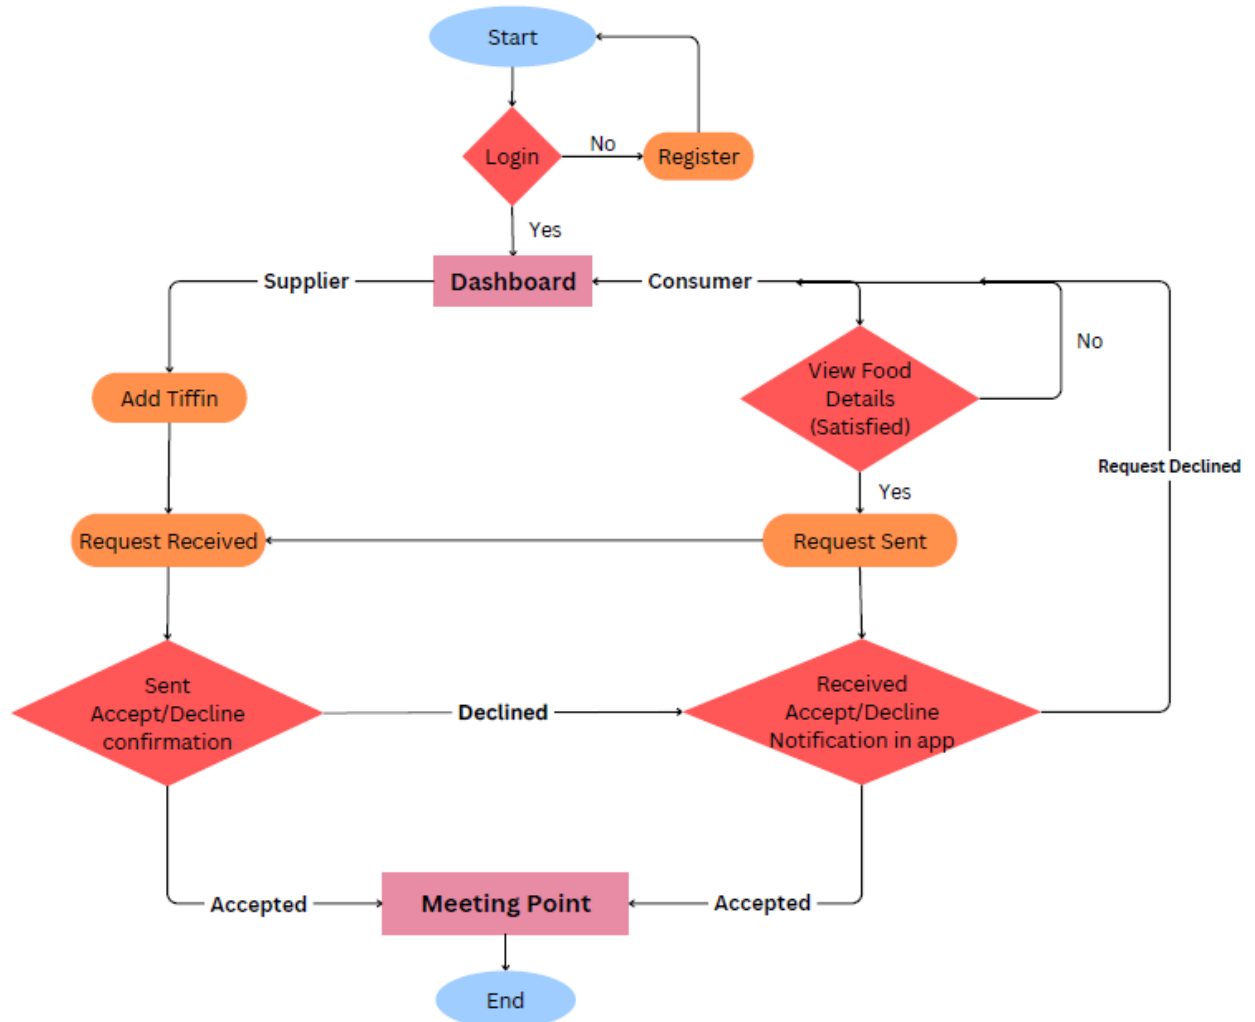 Start
Login
No
Register
Yes
Supplier
Dashboard
Consumer
No
View Food
Details
(Satisfied)
Add Tiffin
Request Declined
Yes
Request Received
Request Sent
Sent
Accept/Decline
confirmation
Declined
Received
Accept/Decline
Notification in app
Accepted
Meeting Point
Accepted
End